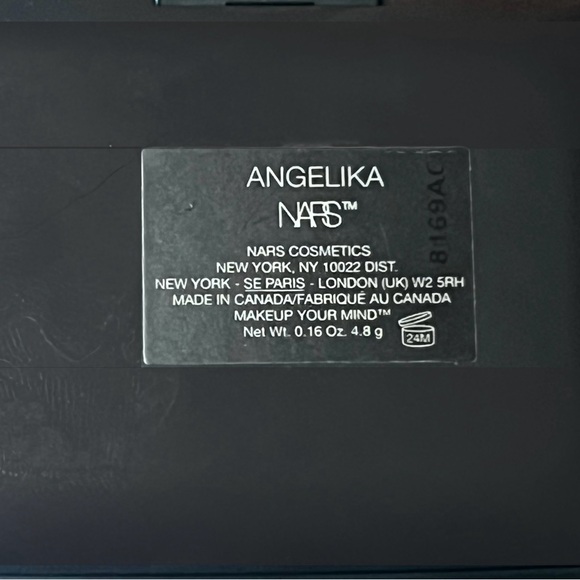 ANGELIKA
NARS™
NARS COSMETICS
NEW YORK, NY 10022 DIST.
NEW YORK - SE PARIS - LONDON (UK) W2 5RH
MADE IN CANADA/FABRIQUÉ AU CANADA
MAKEUP YOUR MIND™
Net Wt. 0.16 Oz. 4.8 g
24M